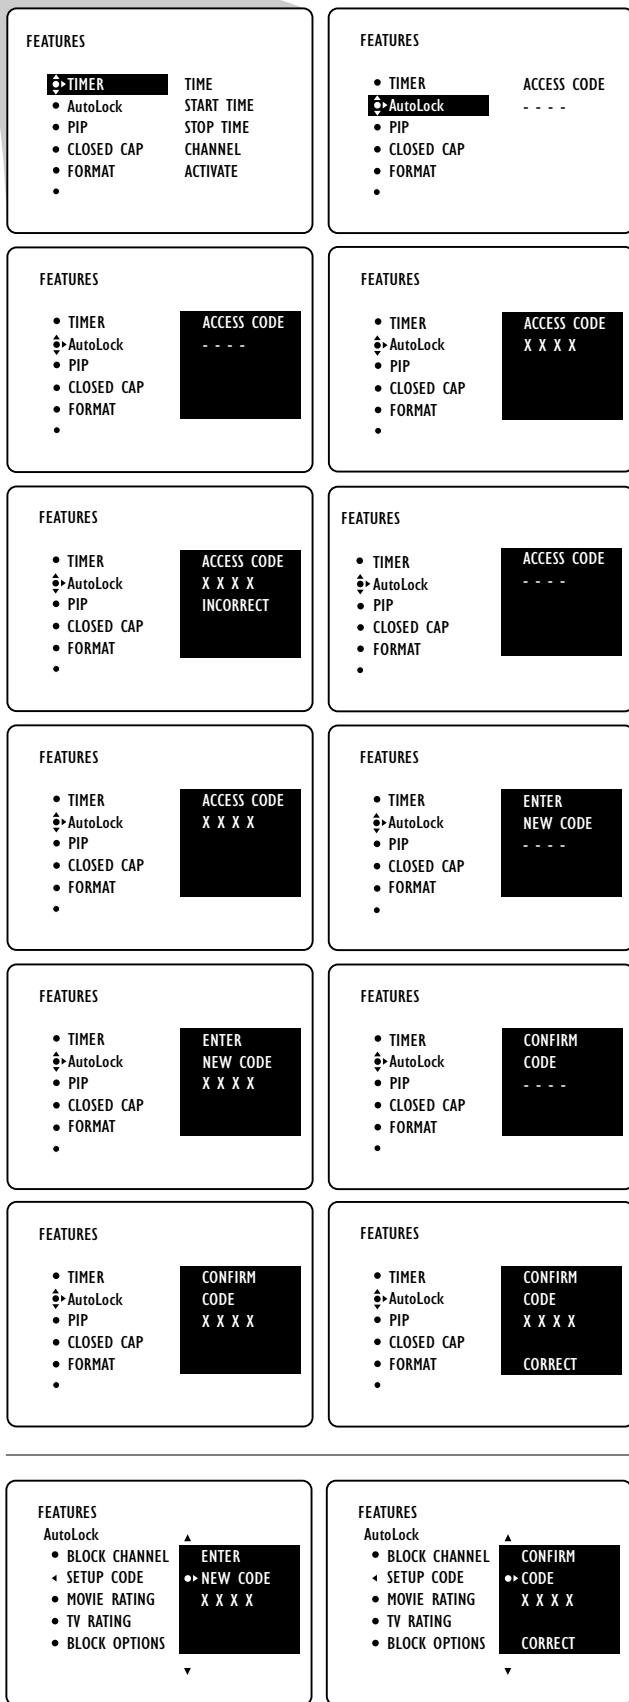 FEATURES
TIMER TIME
AutoLock START TIME
PIP STOP TIME
CLOSED CAP CHANNEL
FORMAT ACTIVATE
FEATURES
TIMER ACCESS CODE
AutoLock - - - -
PIP
CLOSED CAP
FORMAT
FEATURES
TIMER ACCESS CODE
AutoLock - - - -
PIP
CLOSED CAP
FORMAT
FEATURES
TIMER ACCESS CODE
AutoLock X X X X
PIP
CLOSED CAP
FORMAT
FEATURES
TIMER ACCESS CODE
AutoLock X X X X
PIP INCORRECT
CLOSED CAP
FORMAT
FEATURES
TIMER ACCESS CODE
AutoLock - - - -
PIP
CLOSED CAP
FORMAT
FEATURES
TIMER ACCESS CODE
AutoLock X X X X
PIP
CLOSED CAP
FORMAT
FEATURES
TIMER ENTER
AutoLock NEW CODE
PIP - - - -
CLOSED CAP
FORMAT
FEATURES
TIMER ENTER
AutoLock NEW CODE
PIP X X X X
CLOSED CAP
FORMAT
FEATURES
TIMER CONFIRM
AutoLock CODE
PIP - - - -
CLOSED CAP
FORMAT
FEATURES
TIMER CONFIRM
AutoLock CODE
PIP X X X X
CLOSED CAP
FORMAT
FEATURES
TIMER CONFIRM
AutoLock CODE
PIP X X X X
CLOSED CAP
FORMAT CORRECT
FEATURES
AutoLock
BLOCK CHANNEL ENTER
SETUP CODE NEW CODE
MOVIE RATING X X X X
TV RATING
BLOCK OPTIONS
FEATURES
AutoLock
BLOCK CHANNEL CONFIRM
SETUP CODE CODE
MOVIE RATING X X X X
TV RATING
BLOCK OPTIONS CORRECT